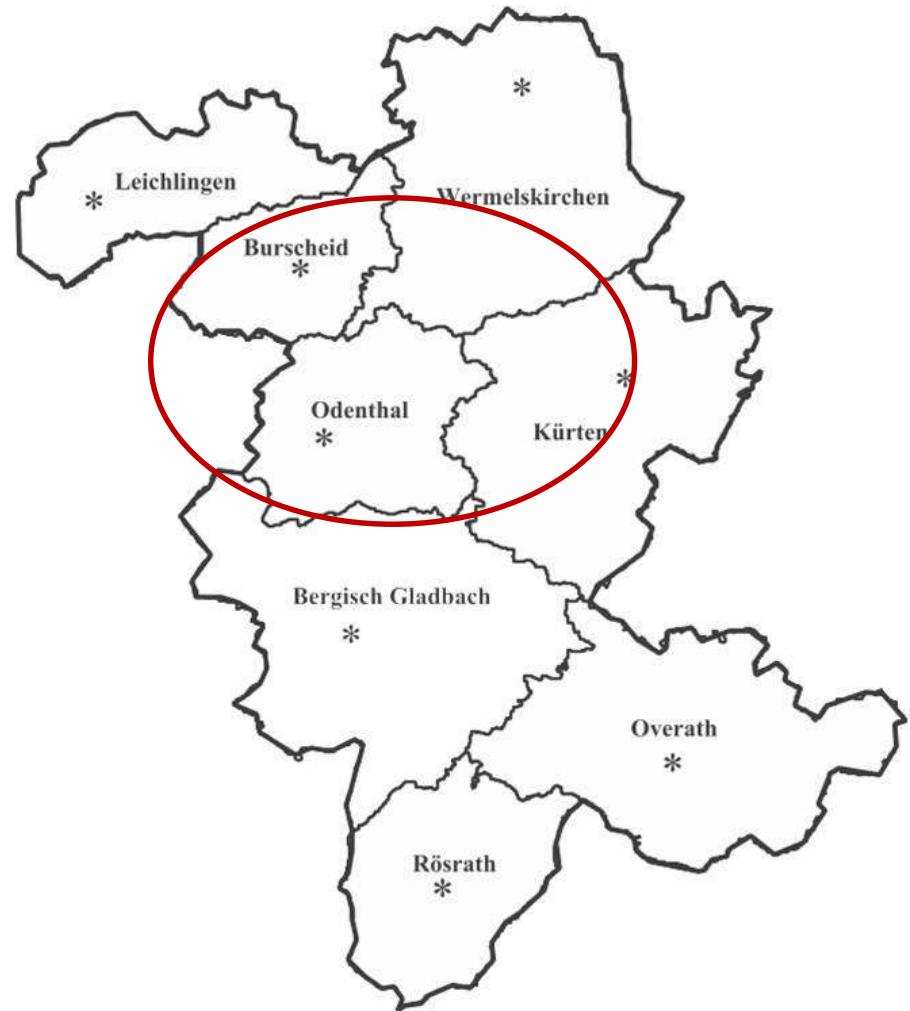 Leichlingen
Wermelskirchen
Burscheid
Odenthal
Kürten
Bergisch Gladbach
Overath
Rösrath